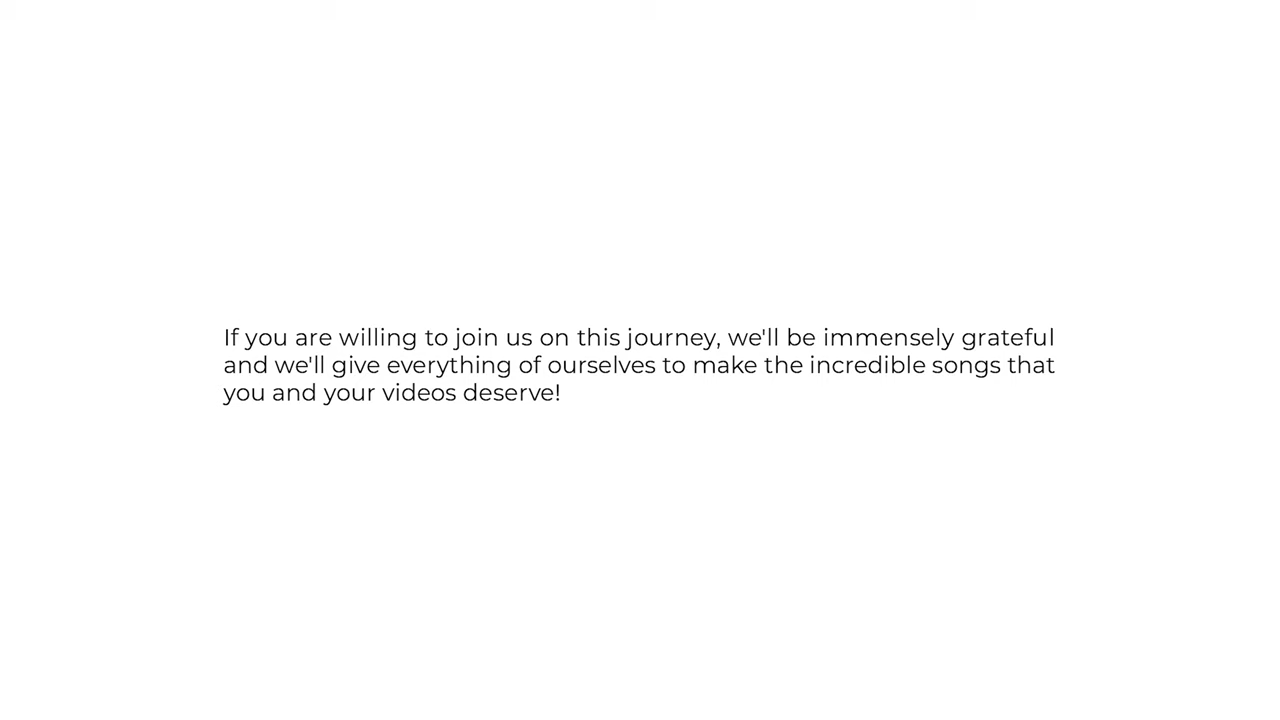 If you are willing to join us on this journey, we'll be immensely grateful
and we'll give everything of ourselves to make the incredible songs that
you and your videos deserve!